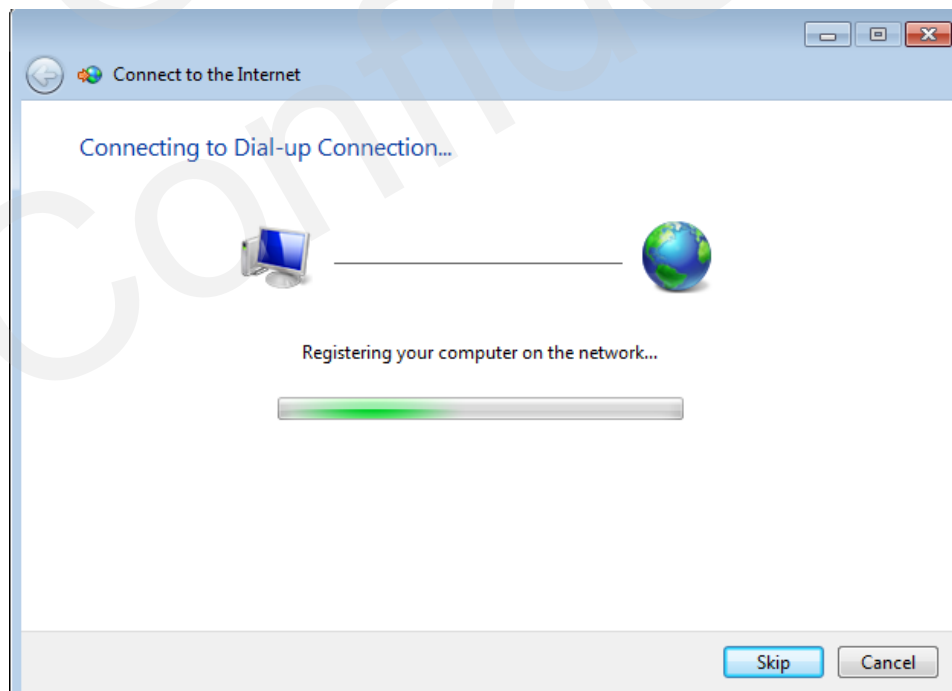 Connect to the Internet
Connecting to Dial-up Connection...
Registering your computer on the network...
Skip
Cancel